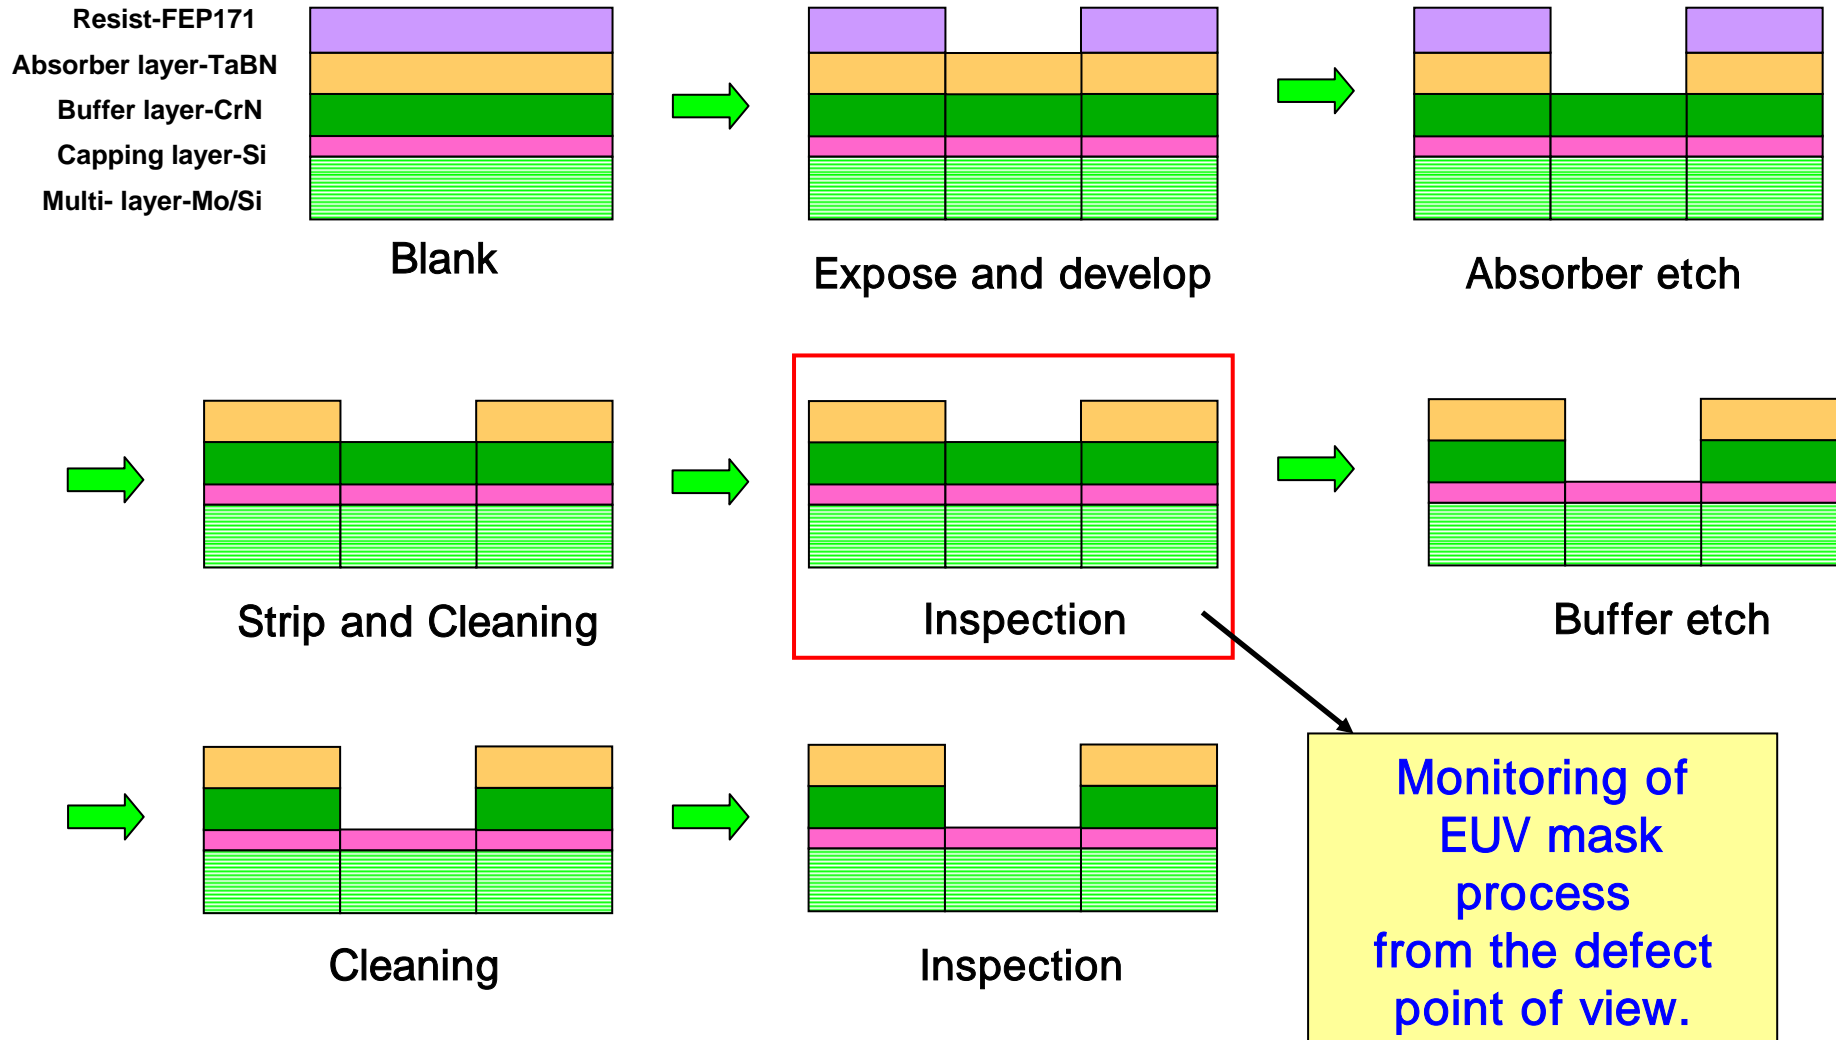 Resist-FEP171
Absorber layer-TaBN
Buffer layer-CrN
Capping layer-Si
Multi- layer-Mo/Si
Blank
Expose and develop
Absorber etch
Strip and Cleaning
Inspection
Buffer etch
Cleaning
Inspection
Monitoring of
EUV mask
process
from the defect
point of view.